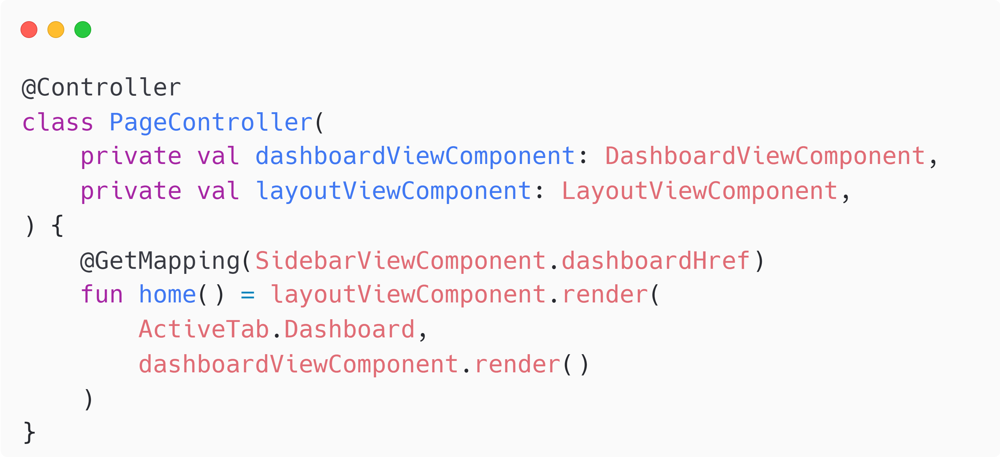 @Controller
class PageController(
    private val dashboardViewComponent: DashboardViewComponent,
    private val layoutViewComponent: LayoutViewComponent,
) {
    @GetMapping(SidebarViewComponent.dashboardHref)
    fun home() = layoutViewComponent.render(
        ActiveTab.Dashboard,
        dashboardViewComponent.render()
    )
}